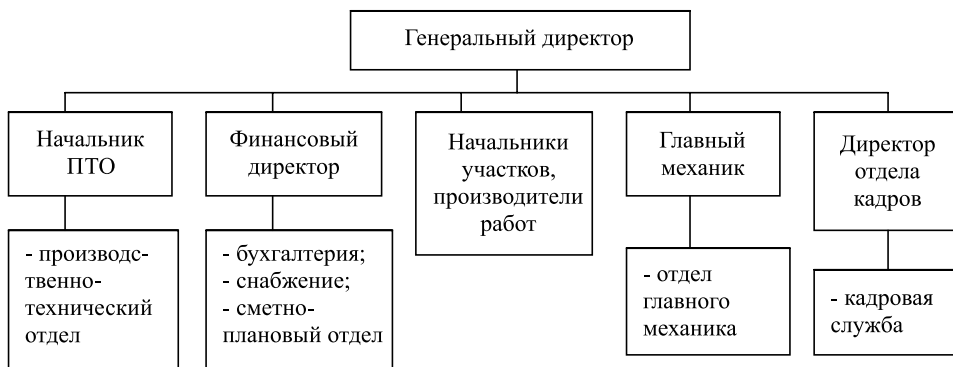 Генеральный директор
Начальник
ПТО
Финансовый
директор
Начальники
участков,
производители
работ
Главный
механик
Директор
отдела
кадров
- производс-
твенно-
технический
отдел
- бухгалтерия;
- снабжение;
- сметно-
плановый отдел
- отдел
главного
механика
- кадровая
служба